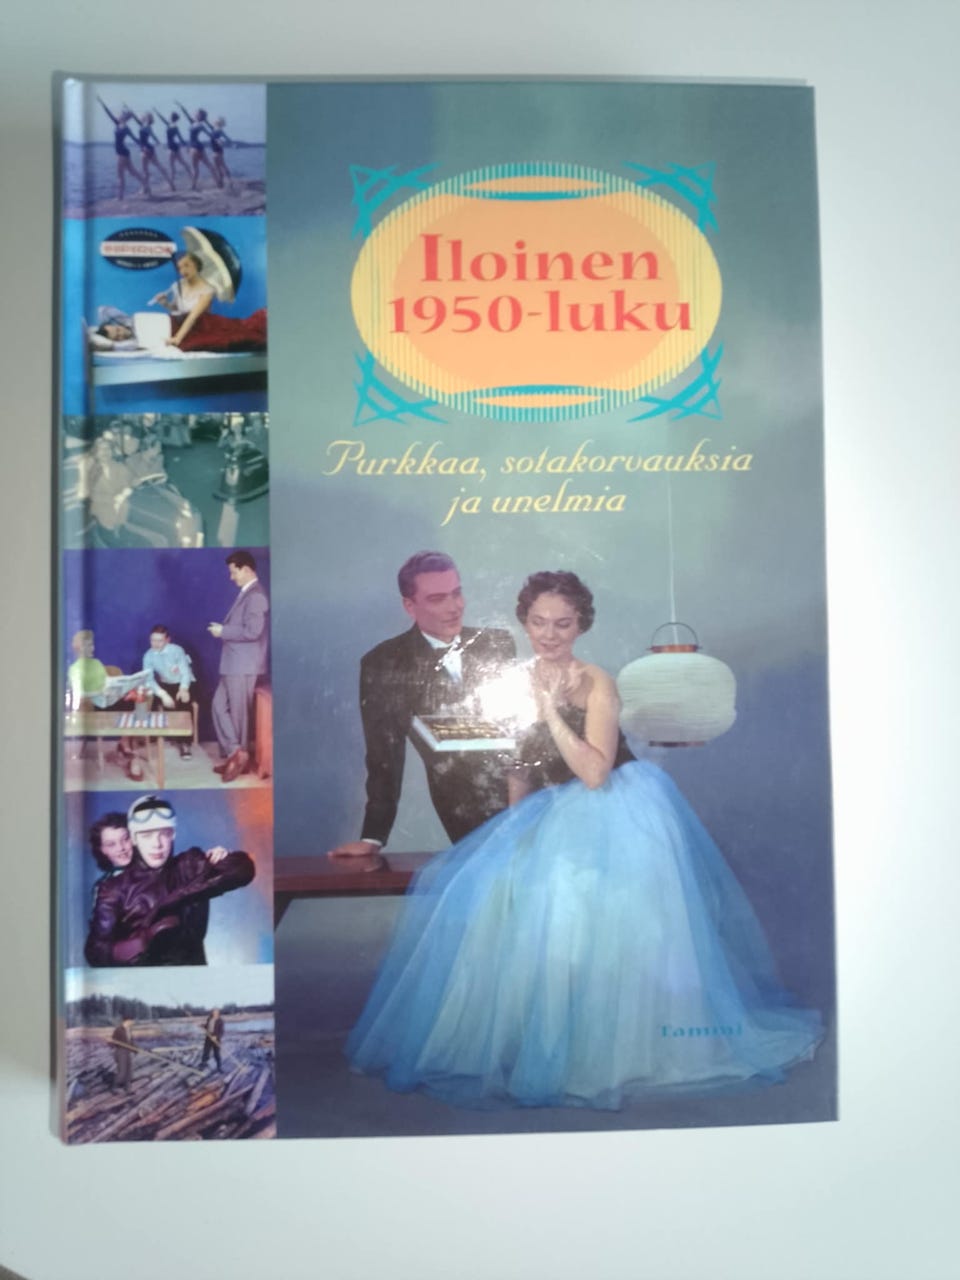 Iloinen
1950-luku
Purkkaa, sotakorvauksia
ja unelmia
Tammi